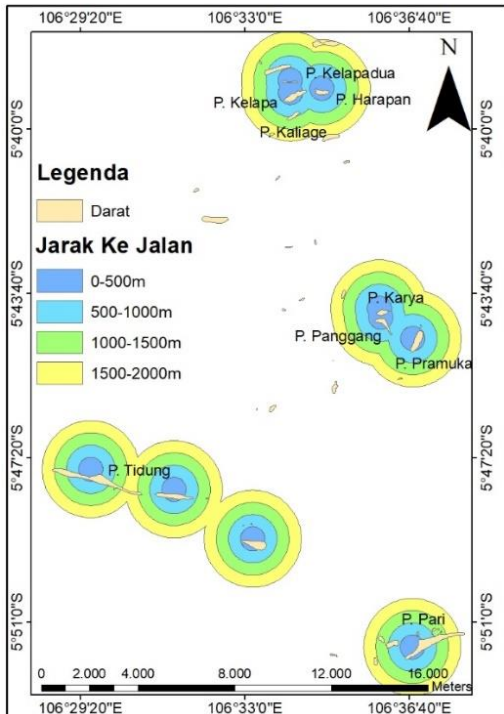 106°29'20"E 106°33'0"E 106°36'40"E
N
P. Kelapadua
P. Kelapa P. Harapan
P. Kaliage
5°40'0"S 5°40'0"S
Legenda
Darat
Jarak Ke Jalan
0-500m
500-1000m
1000-1500m
1500-2000m
5°43'40"S 5°43'40"S
P. Karya
P. Panggang
P. Pramuka
5°47'20"S 5°47'20"S
P. Tidung
5°51'0"S 5°51'0"S
P. Pari
0 2.000 4.000 8.000 12.000 16.000
Meters
106°29'20"E 106°33'0"E 106°36'40"E